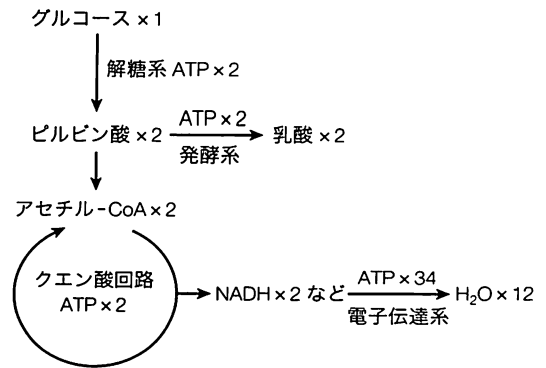 グルコース ×1
解糖系 ATP×2
ピルビン酸 ×2
ATP×2
発酵系
乳酸 ×2
アセチル-CoA×2
クエン酸回路
ATP×2
NADH×2 など
ATP×34
電子伝達系
H₂O×12